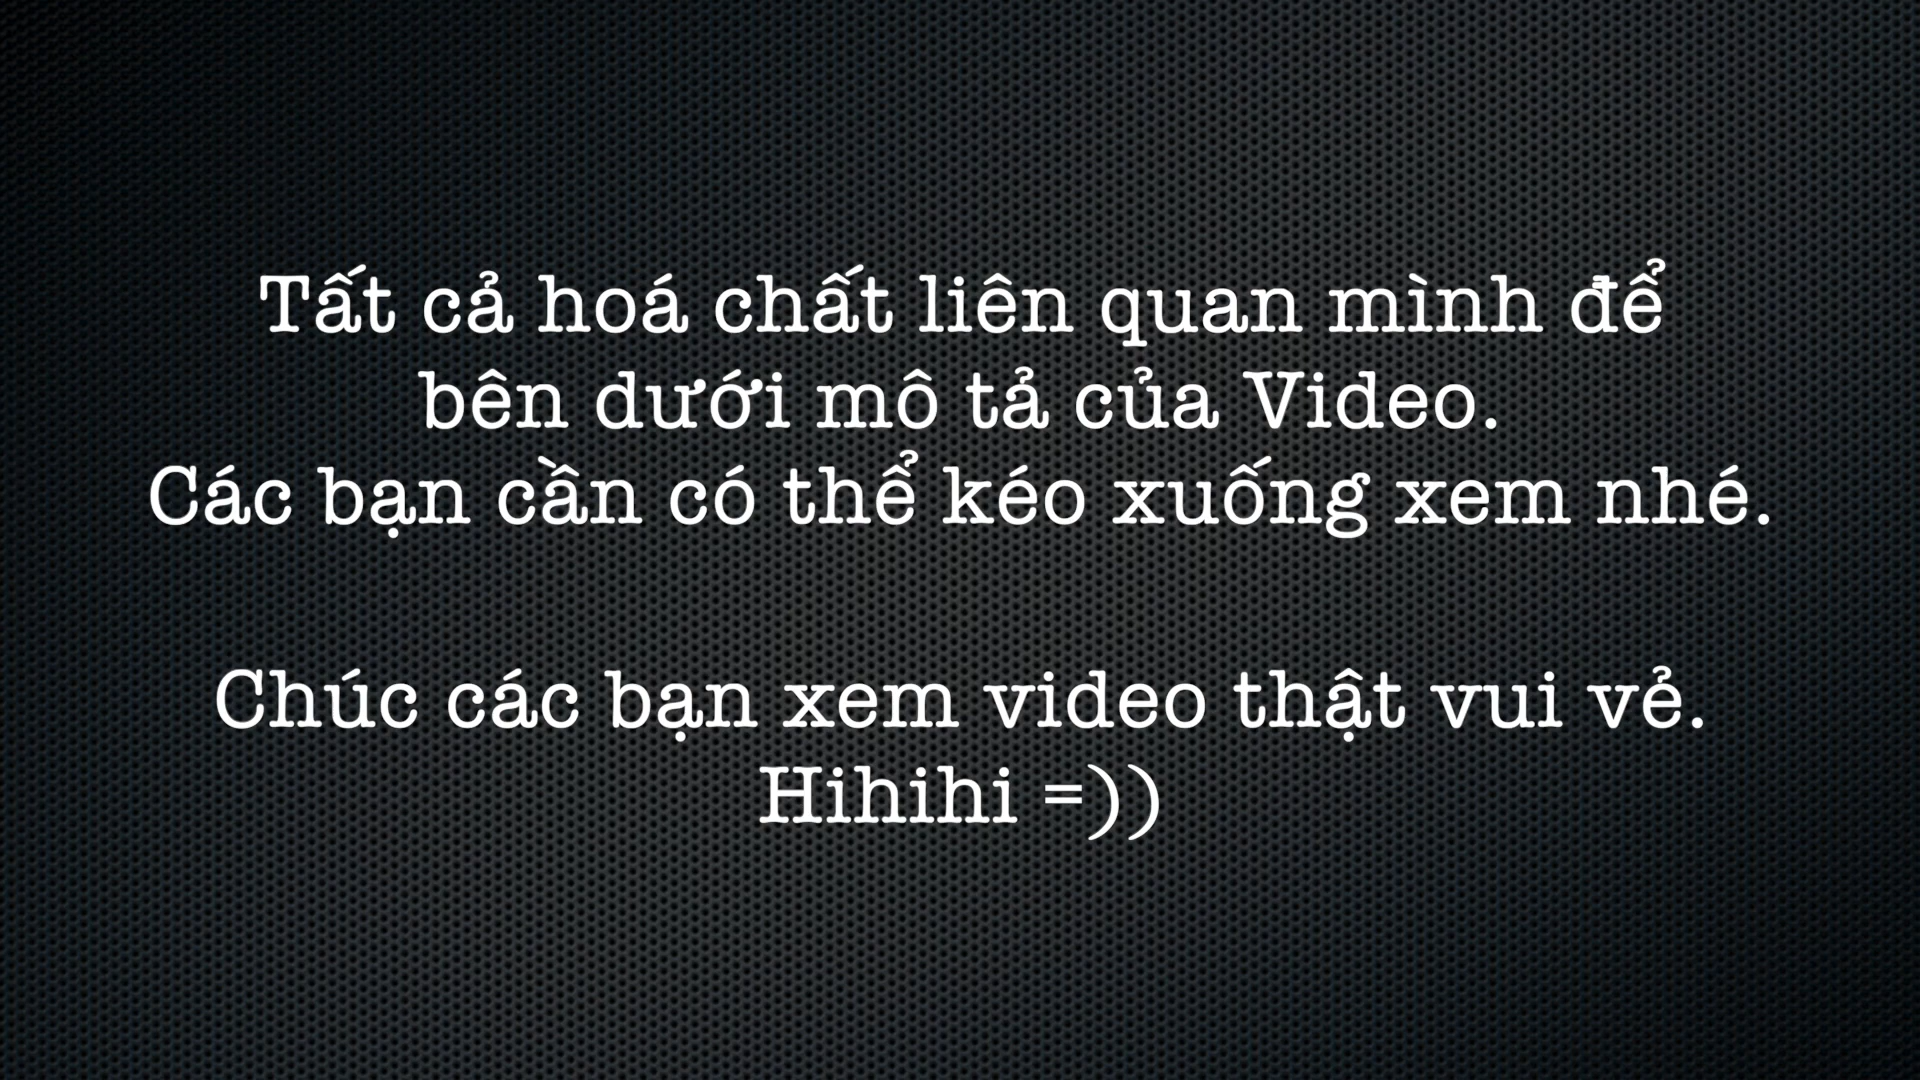 Tất cả hoá chất liên quan mình để
bên dưới mô tả của Video.
Các bạn cần có thể kéo xuống xem nhé.
Chúc các bạn xem video thật vui vẻ.
Hihihi =))